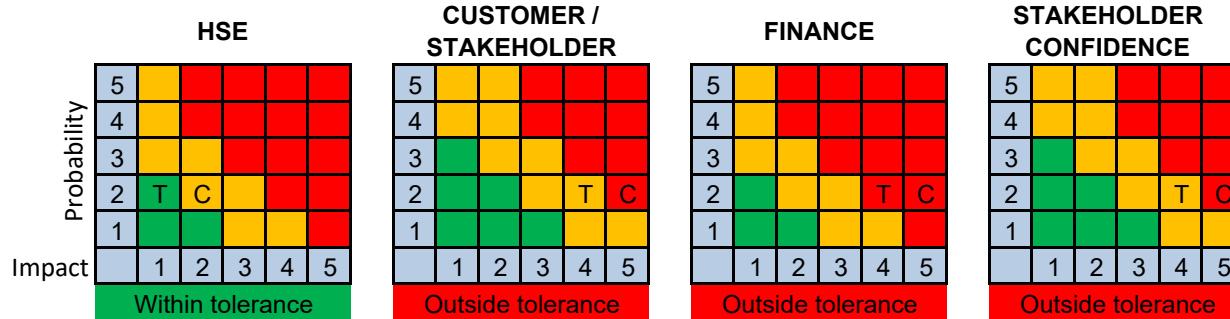 HSE
CUSTOMER /
STAKEHOLDER
FINANCE
STAKEHOLDER
CONFIDENCE
Probability
5 5 5 5
4 4 4 4
3 3 3 3
2 T C 2 T C 2 T C 2 T C
1 1 1 1
Impact 1 2 3 4 5 1 2 3 4 5 1 2 3 4 5 1 2 3 4 5
Within tolerance Outside tolerance Outside tolerance Outside tolerance